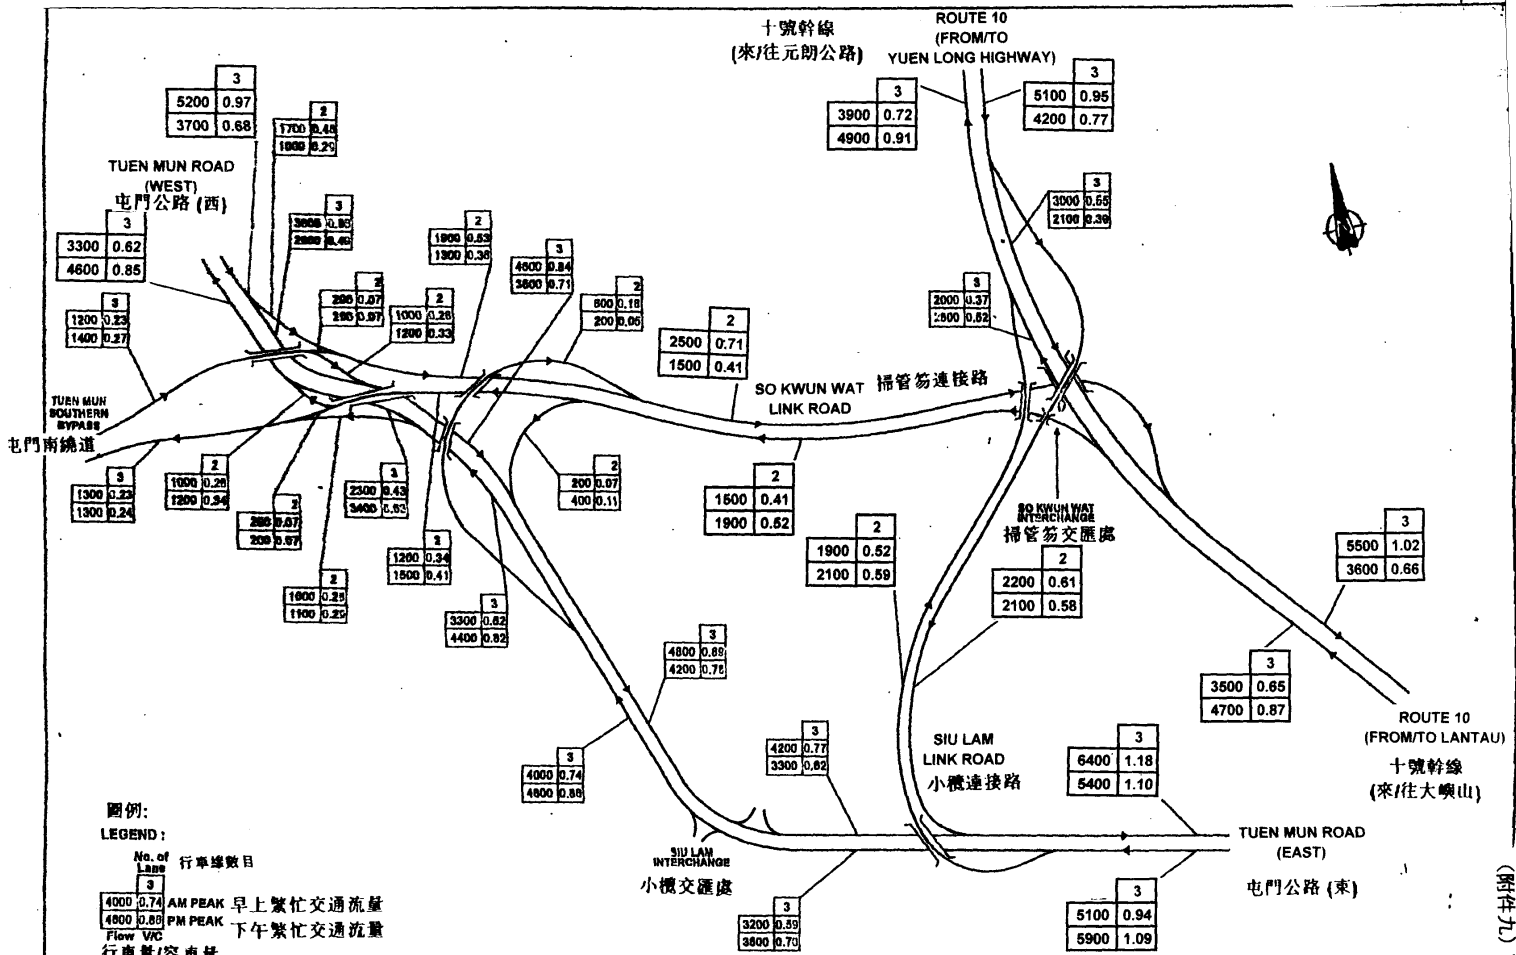 十號幹線
(來/往元朗公路)
ROUTE 10
(FROM/TO
YUEN LONG HIGHWAY)
3
5200 0.97
3700 0.68
2
3
3900 0.72
4900 0.91
3
5100 0.95
4200 0.77
TUEN MUN ROAD
(WEST)
屯門公路 (西)
3
3300 0.62
4600 0.85
3
2
1900 0.53
1300 0.36
3
3000 0.55
2100 0.39
3
4600 0.84
3800 0.71
2
2
1000 0.28
1200 0.33
2
600 0.16
200 0.05
3
2000 0.37
2800 0.52
3
1200 0.23
1400 0.27
2
2500 0.71
1500 0.41
SO KWUN WAT
LINK ROAD
掃管笏連接路
TUEN MUN
SOUTHERN
BYPASS
屯門南繞道
3
1300 0.23
1300 0.24
2
1000 0.28
1200 0.34
2
3
2300 0.43
2
200 0.07
400 0.11
2
1500 0.41
1900 0.52
SO KWUN WAT
INTERCHANGE
掃管笏交匯處
2
1200 0.34
1500 0.41
2
3
3300 0.62
4400 0.82
2
1900 0.52
2100 0.59
2
2200 0.61
2100 0.58
3
5500 1.02
3600 0.66
3
4200 0.78
3
3500 0.65
4700 0.87
ROUTE 10
(FROM/TO LANTAU)
十號幹線
(來/往大嶼山)
3
4000 0.74
3
4200 0.77
3300 0.62
SIU LAM
LINK ROAD
小欖連接路
3
6400 1.18
5400 1.10
TUEN MUN ROAD
(EAST)
屯門公路 (東)
SIU LAM
INTERCHANGE
小欖交匯處
3
3200 0.59
3800 0.70
3
5100 0.94
5900 1.09
圖例:
LEGEND :
No. of
Lane
行車線數目
3
4000 0.74 AM PEAK 早上繁忙交通流量
4800 0.88 PM PEAK 下午繁忙交通流量
Flow V/C
行車量/容車量
(附件九)